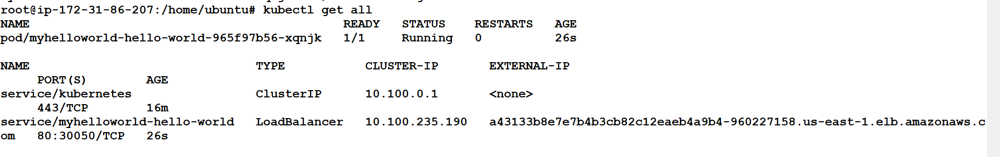 root@ip-172-31-86-207:/home/ubuntu# kubectl get all
NAME                                           READY   STATUS    RESTARTS   AGE
pod/myhelloworld-hello-world-965f97b56-xqnjk   1/1     Running   0          26s

NAME                               TYPE           CLUSTER-IP       EXTERNAL-IP
     PORT(S)        AGE
service/kubernetes                 ClusterIP      10.100.0.1       <none>
     443/TCP        16m
service/myhelloworld-hello-world   LoadBalancer   10.100.235.190   a43133b8e7e7b4b3cb82c12eaeb4a9b4-960227158.us-east-1.elb.amazonaws.c
om   80:30050/TCP   26s